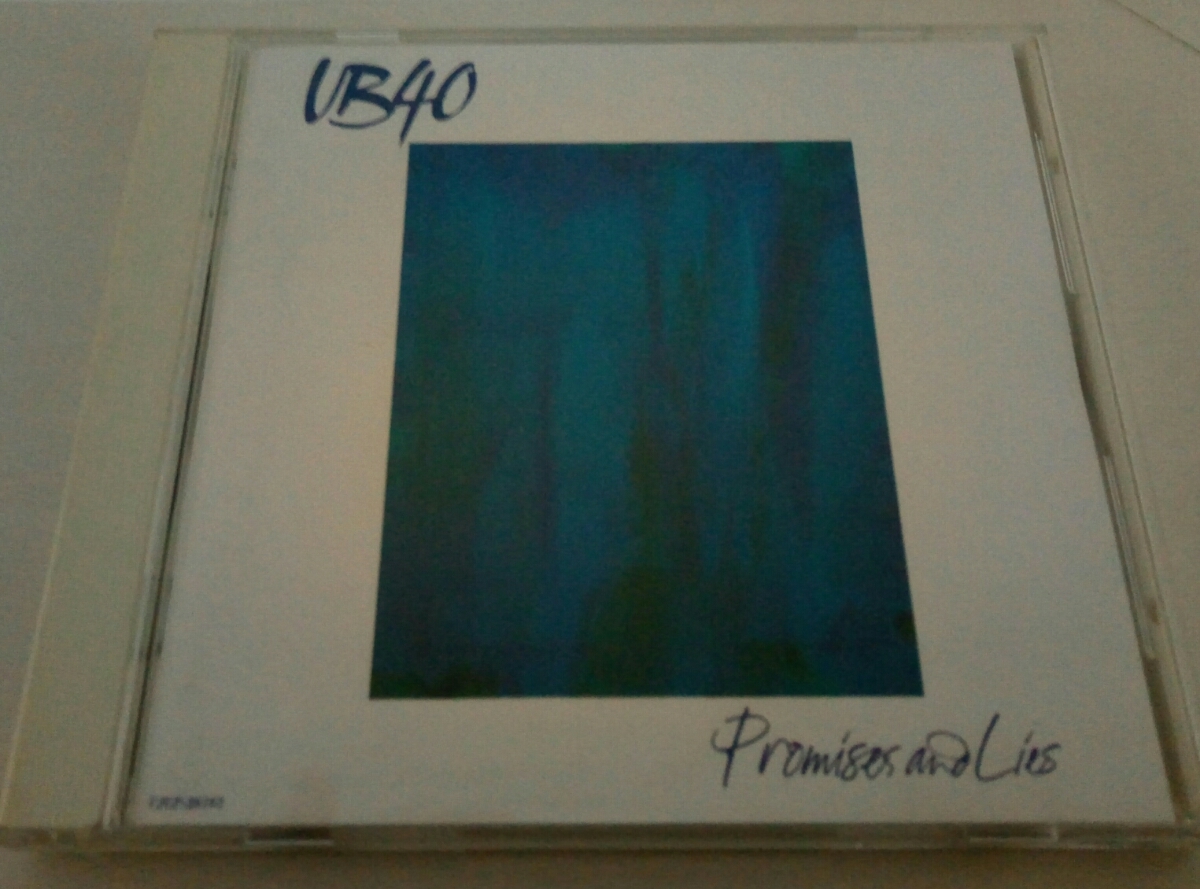 UB40
Promises and Lies